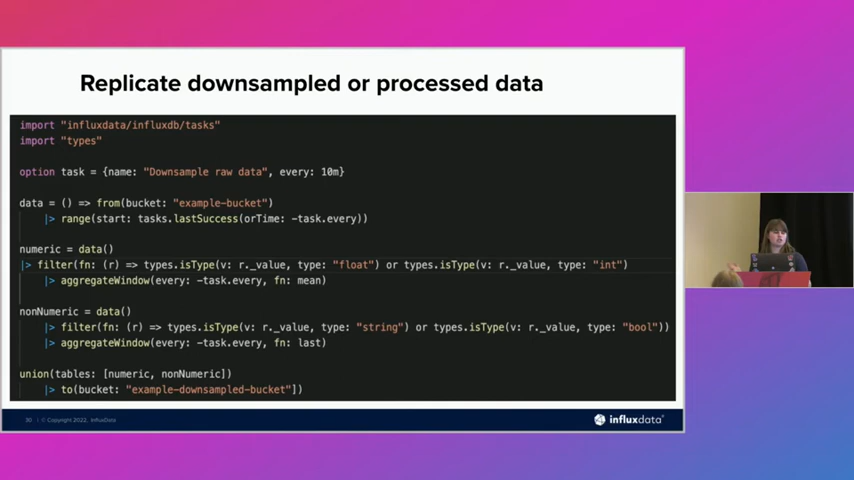 Replicate downsampled or processed data
import "influxdata/influxdb/tasks"
import "types"
option task = {name: "Downsample raw data", every: 10m}
data = () => from(bucket: "example-bucket")
|> range(start: tasks.lastSuccess(orTime: -task.every))
numeric = data()
|> filter(fn: (r) => types.isType(v: r._value, type: "float") or types.isType(v: r._value, type: "int")
|> aggregateWindow(every: -task.every, fn: mean)
nonNumeric = data()
|> filter(fn: (r) => types.isType(v: r._value, type: "string") or types.isType(v: r._value, type: "bool"))
|> aggregateWindow(every: -task.every, fn: last)
union(tables: [numeric, nonNumeric])
|> to(bucket: "example-downsampled-bucket"])
30 | © Copyright 2022, InfluxData
influxdata®